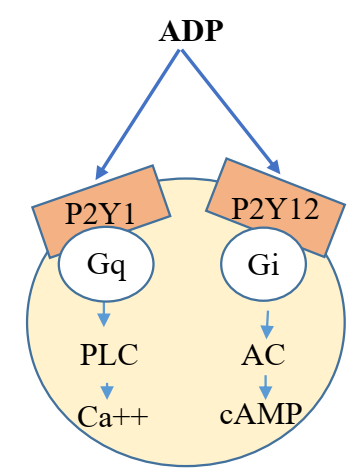 ADP
P2Y1
P2Y12
Gq
Gi
PLC
AC
Ca++
cAMP